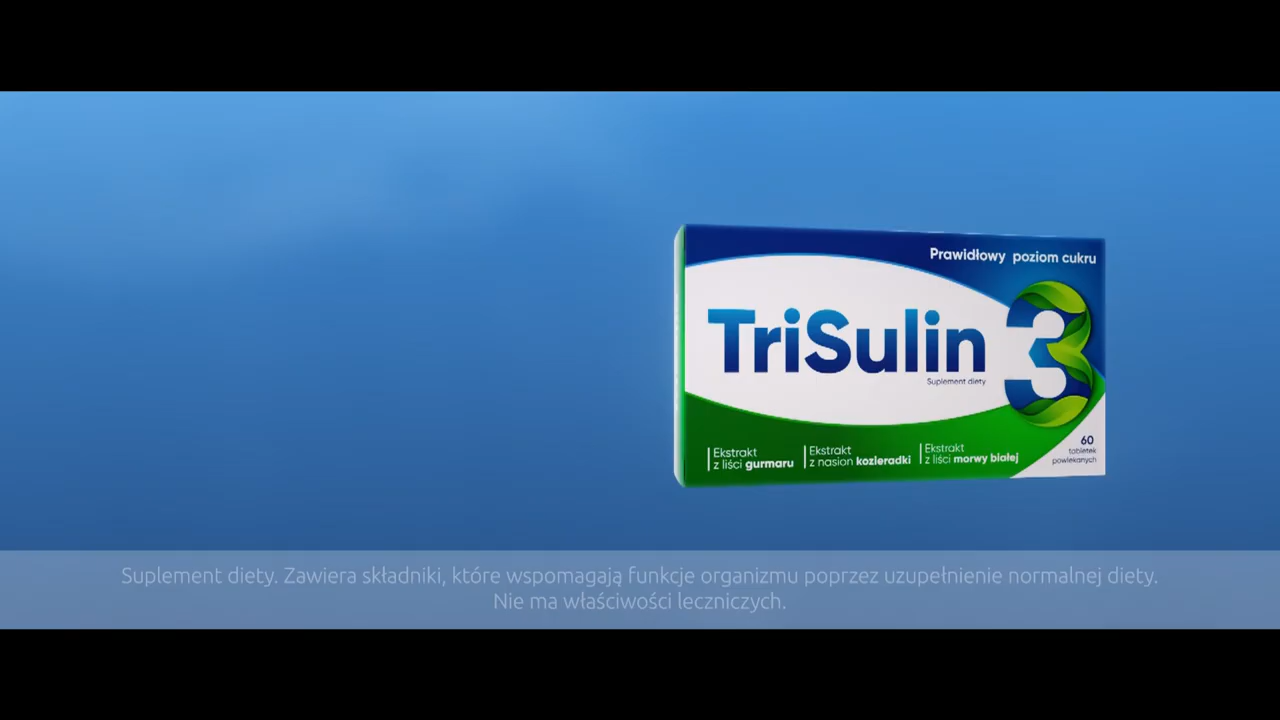 Prawidłowy poziom cukru
TriSulin 3
Suplement diety
Ekstrakt
z liści gurmaru
Ekstrakt
z nasion kozieradki
Ekstrakt
z liści morwy białej
60
tabletek
powlekanych
Suplement diety. Zawiera składniki, które wspomagają funkcje organizmu poprzez uzupełnienie normalnej diety.
Nie ma właściwości leczniczych.